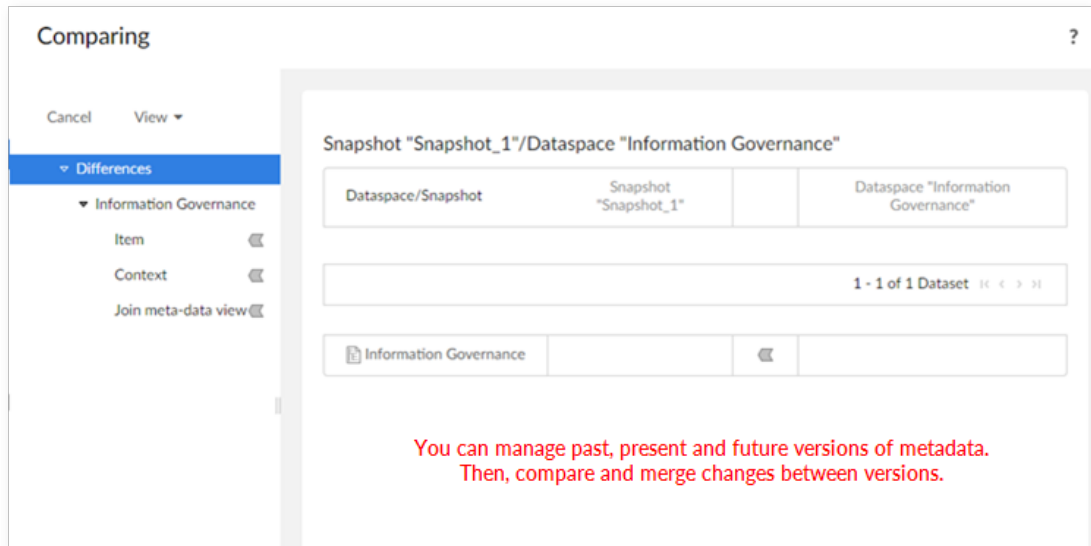 Comparing
?
Cancel View
Differences
Information Governance
Item
Context
Join meta-data view
Snapshot "Snapshot_1"/Dataspace "Information Governance"
Dataspace/Snapshot
Snapshot
"Snapshot_1"
Dataspace "Information
Governance"
1 - 1 of 1 Dataset
Information Governance
You can manage past, present and future versions of metadata.
Then, compare and merge changes between versions.